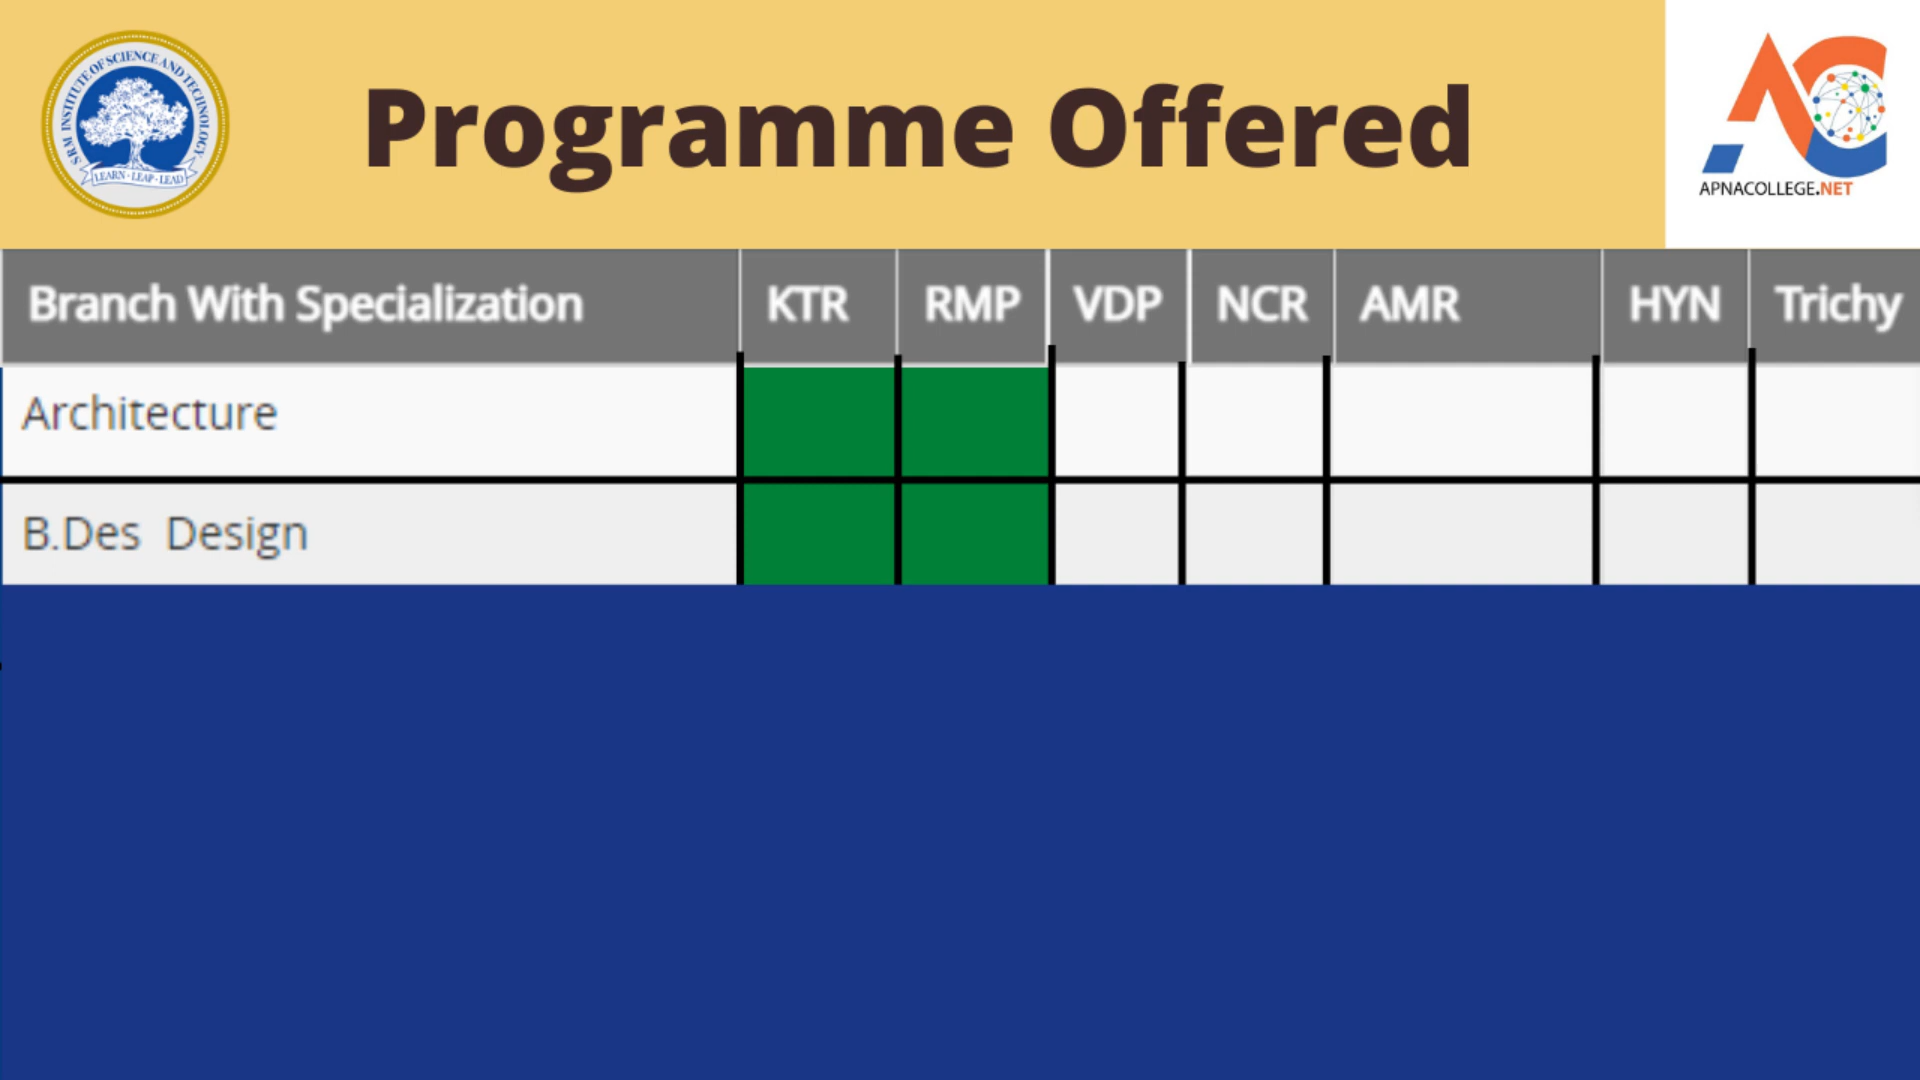 SRM INSTITUTE OF SCIENCE AND TECHNOLOGY
LEARN - LEAP - LEAD
Programme Offered
APNACOLLEGE.NET
Branch With Specialization KTR RMP VDP NCR AMR HYN Trichy
Architecture
B.Des Design